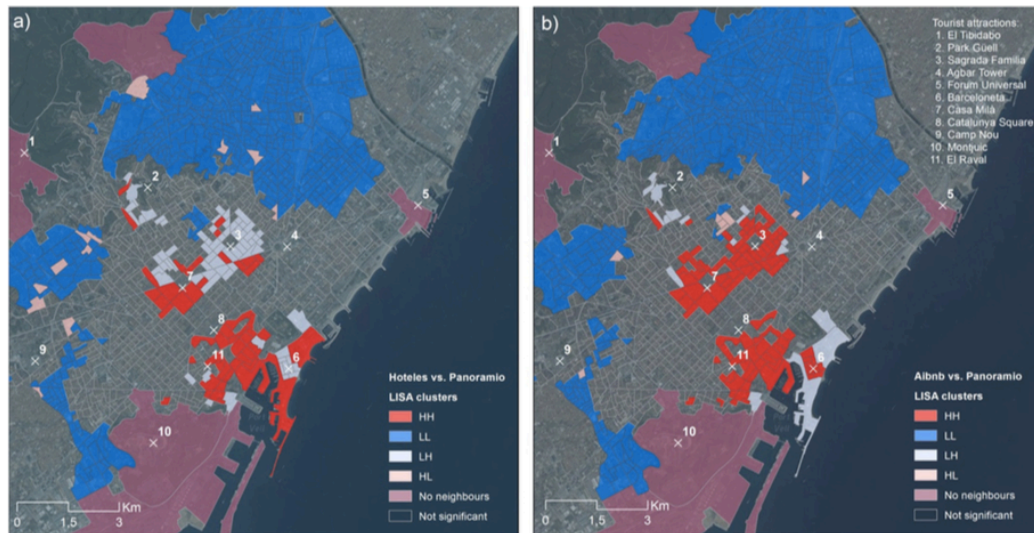 a)
1
2
3
4
5
6
7
8
9
10
11
Hoteles vs. Panoramio
LISA clusters
HH
LL
LH
HL
No neighbours
Not significant
Km
0 1.5 3
b)
Tourist attractions:
1. El Tibidabo
2. Park Güell
3. Sagrada Familia
4. Agbar Tower
5. Forum Universal
6. Barceloneta
7. Casa Milà
8. Catalunya Square
9. Camp Nou
10. Montjuic
11. El Raval
1
2
3
4
5
6
7
8
9
10
11
Aibnb vs. Panoramio
LISA clusters
HH
LL
LH
HL
No neighbours
Not significant
Km
0 1.5 3